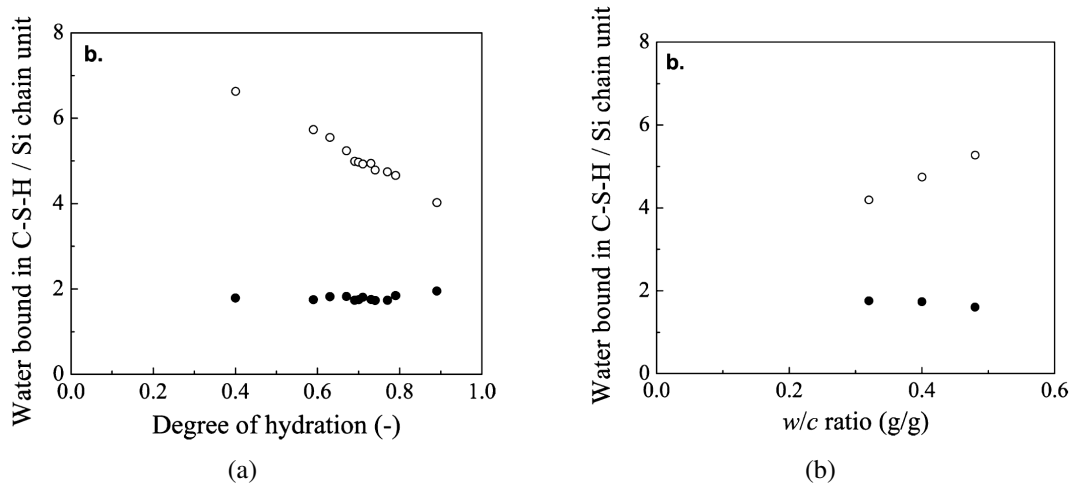 b.
8
6
4
2
0
0.0 0.2 0.4 0.6 0.8 1.0
Water bound in C-S-H / Si chain unit
Degree of hydration (-)
(a)
b.
8
6
4
2
0
0.0 0.2 0.4 0.6
Water bound in C-S-H / Si chain unit
w/c ratio (g/g)
(b)